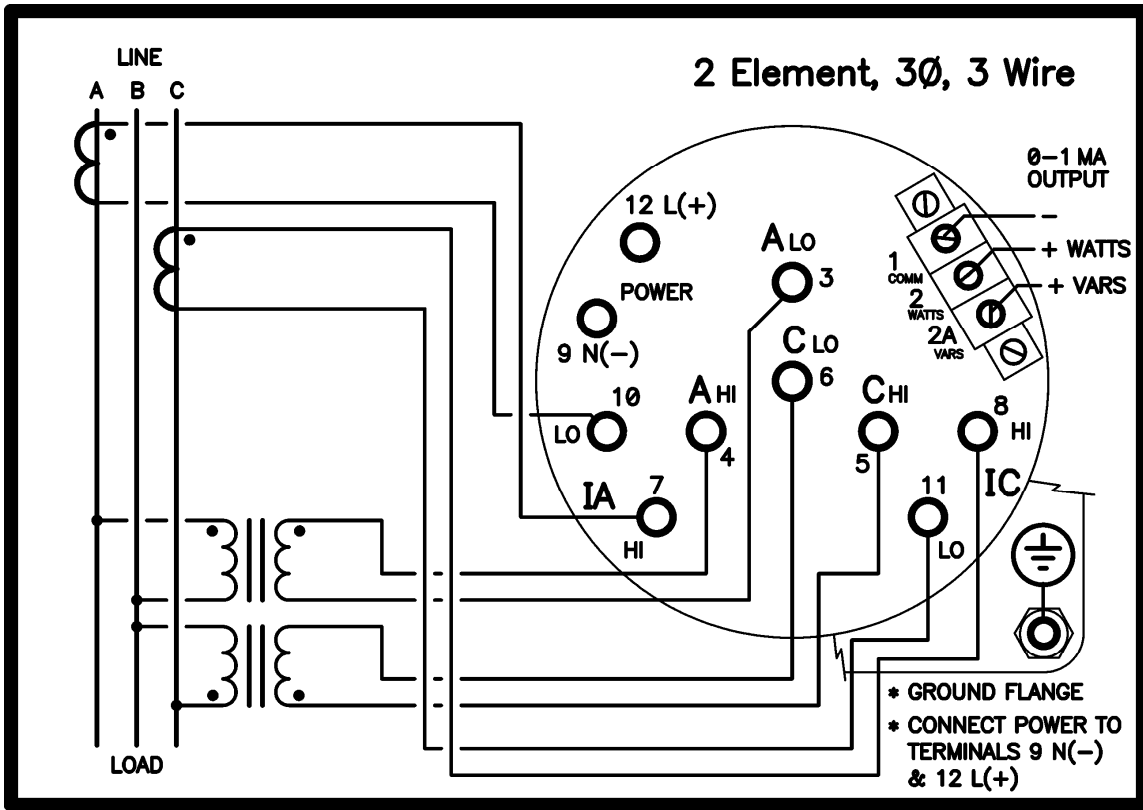 2 Element, 3Ø, 3 Wire
LINE
A B C
0-1 MA
OUTPUT
-
+ WATTS
+ VARS
1
COMM
2
WATTS
2A
VARS
12 L(+)
POWER
9 N(-)
A LO
3
C LO
6
10
LO
A HI
4
C HI
5
8
HI
IC
IA
7
HI
11
LO
* GROUND FLANGE
* CONNECT POWER TO
TERMINALS 9 N(-)
& 12 L(+)
LOAD